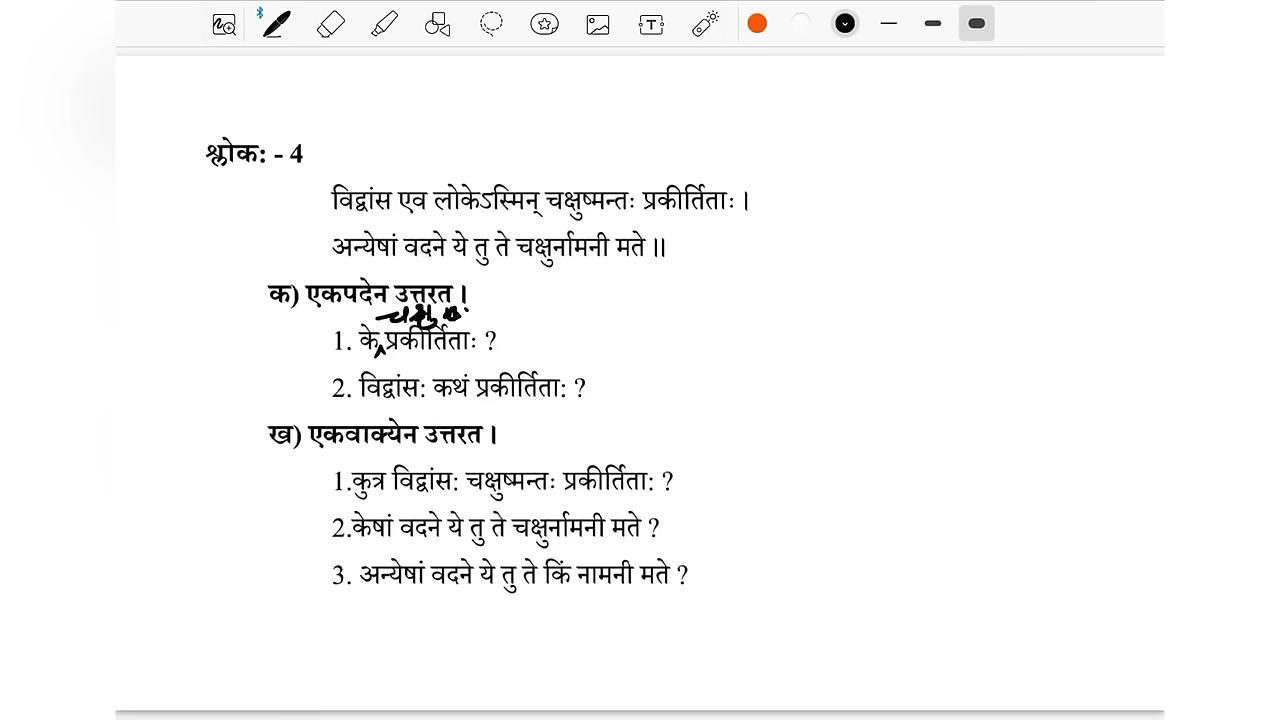 श्लोक: - 4
विद्वांस एव लोकेऽस्मिन् चक्षुष्मन्तः प्रकीर्तिताः ।
अन्येषां वदने ये तु ते चक्षुर्नामनी मते ॥
क) एकपदेन उत्तरत ।
1. के प्रकीर्तिताः ?
2. विद्वांस: कथं प्रकीर्तिता: ?
ख) एकवाक्येन उत्तरत ।
1.कुत्र विद्वांस: चक्षुष्मन्तः प्रकीर्तिता: ?
2.केषां वदने ये तु ते चक्षुर्नामनी मते ?
3. अन्येषां वदने ये तु ते किं नामनी मते ?